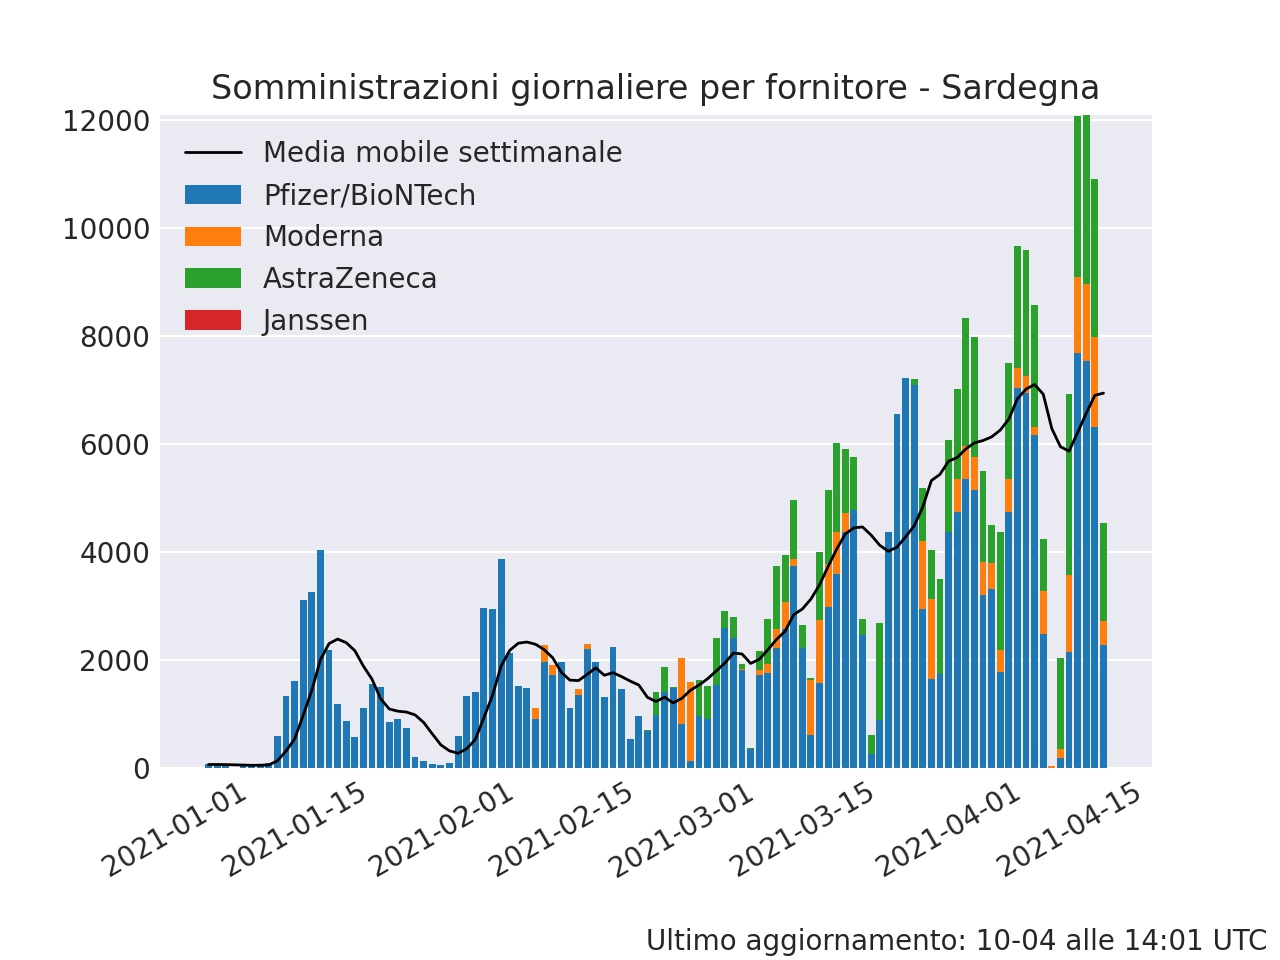 Somministrazioni giornaliere per fornitore - Sardegna
12000
10000
8000
6000
4000
2000
0
Media mobile settimanale
Pfizer/BioNTech
Moderna
AstraZeneca
Janssen
2021-01-01
2021-01-15
2021-02-01
2021-02-15
2021-03-01
2021-03-15
2021-04-01
2021-04-15
Ultimo aggiornamento: 10-04 alle 14:01 UTC